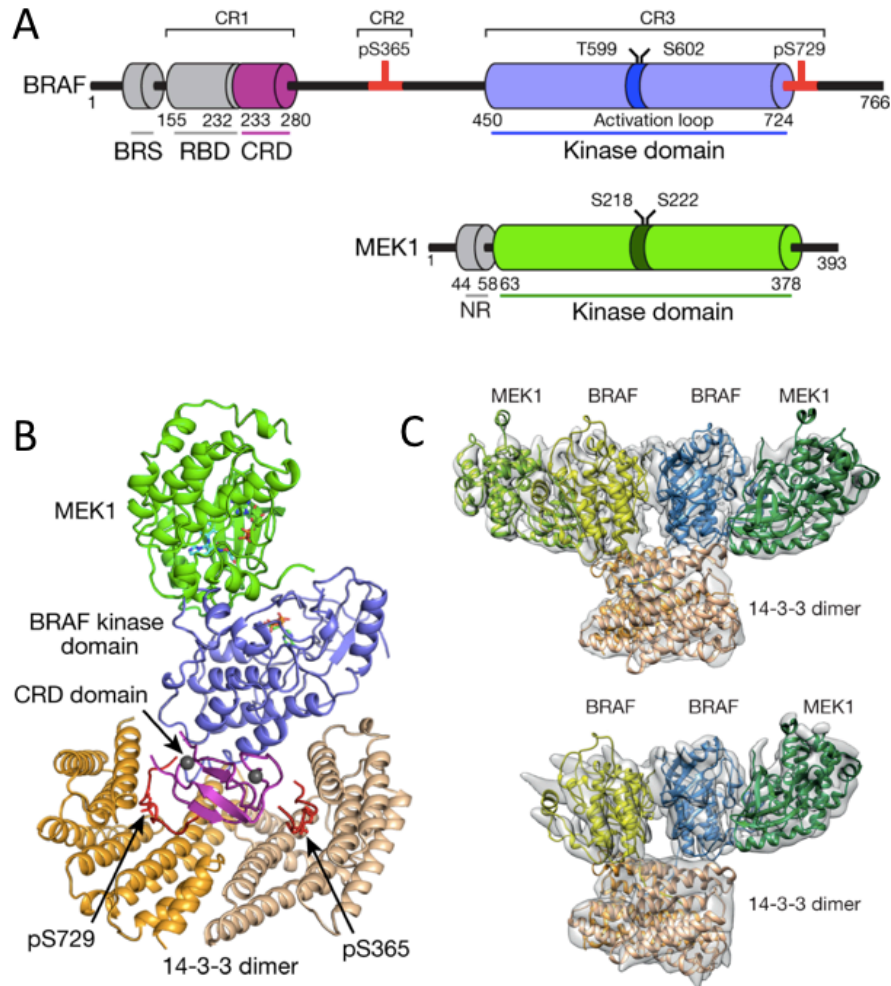 A
CR1 CR2 CR3
pS365 T599 S602 pS729
BRAF
1 155 232 233 280 450 Activation loop 724 766
BRS RBD CRD Kinase domain
S218 S222
MEK1
1 44 58 63 378 393
NR Kinase domain
B
MEK1
BRAF kinase
domain
CRD domain
pS729
14-3-3 dimer
pS365
C
MEK1 BRAF BRAF MEK1
14-3-3 dimer
BRAF BRAF MEK1
14-3-3 dimer